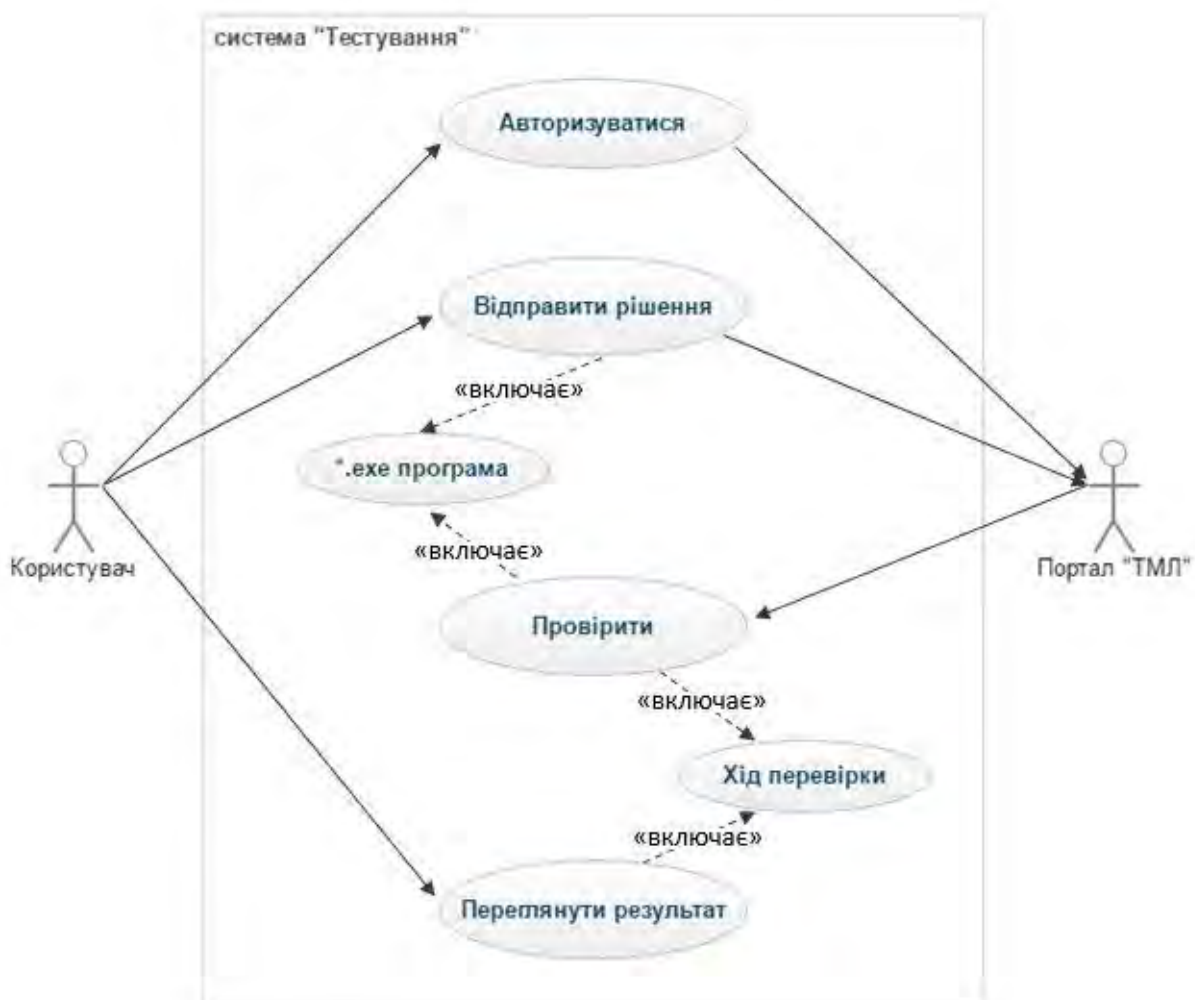 система "Тестування"
Авторизуватися
Відправити рішення
«включає»
*.exe програма
«включає»
Користувач
Портал "ТМЛ"
Провірити
«включає»
Хід перевірки
«включає»
Переглянути результат